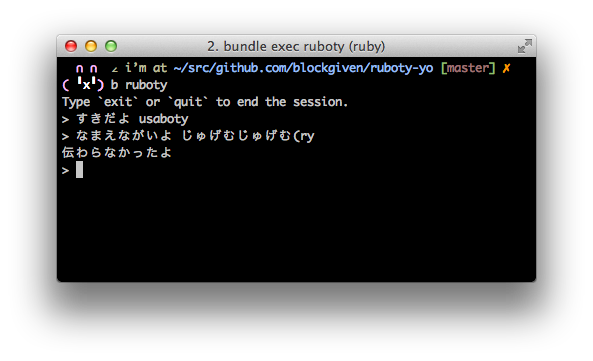 2. bundle exec ruboty (ruby)
∩ ∩ ∠ i’m at ~/src/github.com/blockgiven/ruboty-yo [master] ✗
( ╹x╹) b ruboty
Type `exit` or `quit` to end the session.
> すきだよ usaboty
> なまえながいよ じゅげむじゅげむ(ry
伝わらなかったよ
>